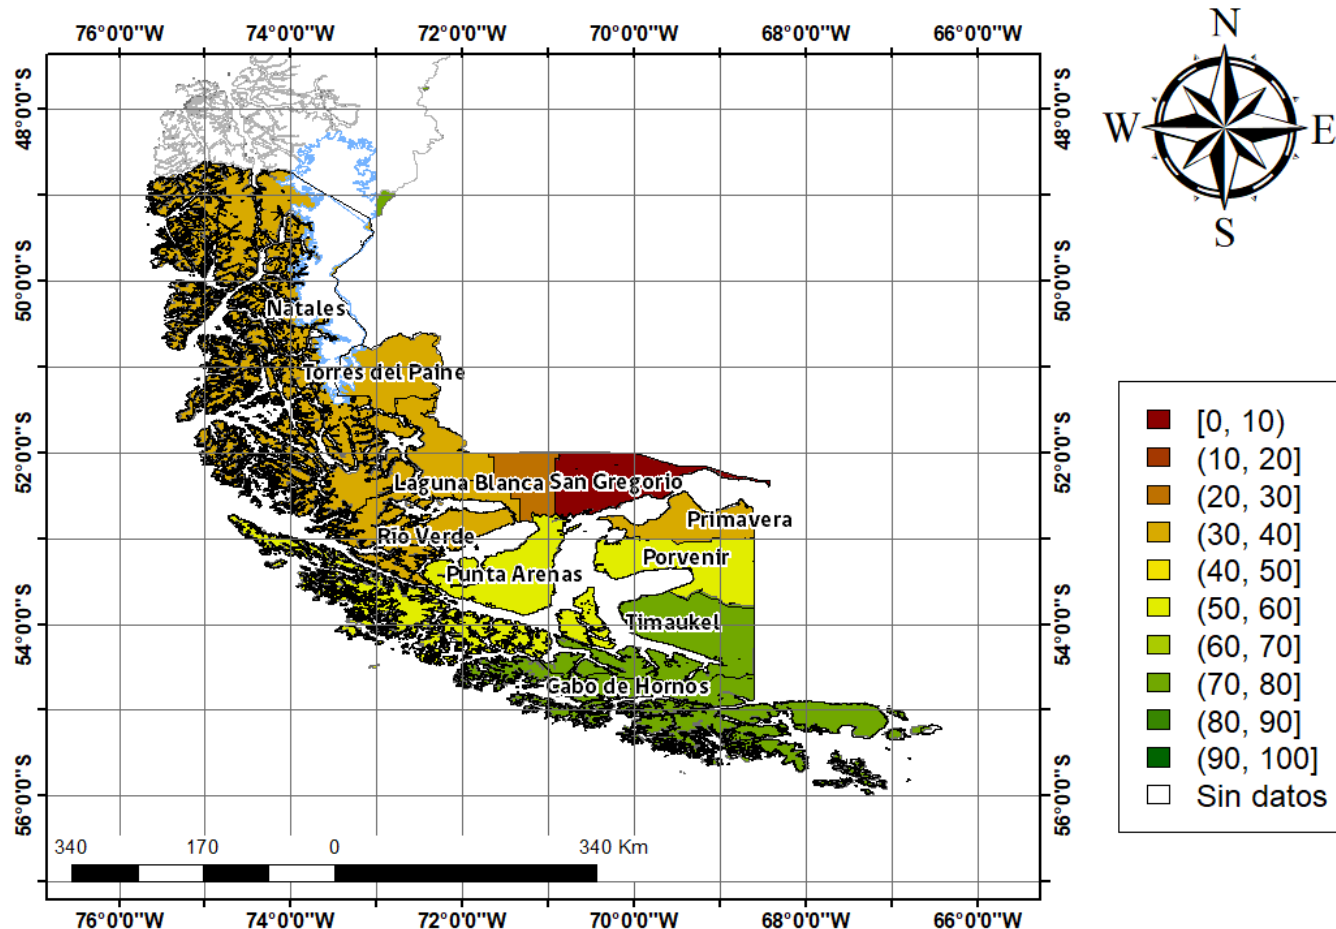 76°0'0"W 74°0'0"W 72°0'0"W 70°0'0"W 68°0'0"W 66°0'0"W
N
W E
S
48°0'0"S 48°0'0"S
50°0'0"S 50°0'0"S
52°0'0"S 52°0'0"S
54°0'0"S 54°0'0"S
56°0'0"S 56°0'0"S
Natales
Torres del Paine
Laguna Blanca San Gregorio
Primavera
Río Verde
Porvenir
Punta Arenas
Timaukel
Cabo de Hornos
340 170 0 340 Km
76°0'0"W 74°0'0"W 72°0'0"W 70°0'0"W 68°0'0"W 66°0'0"W
[0, 10)
(10, 20]
(20, 30]
(30, 40]
(40, 50]
(50, 60]
(60, 70]
(70, 80]
(80, 90]
(90, 100]
Sin datos